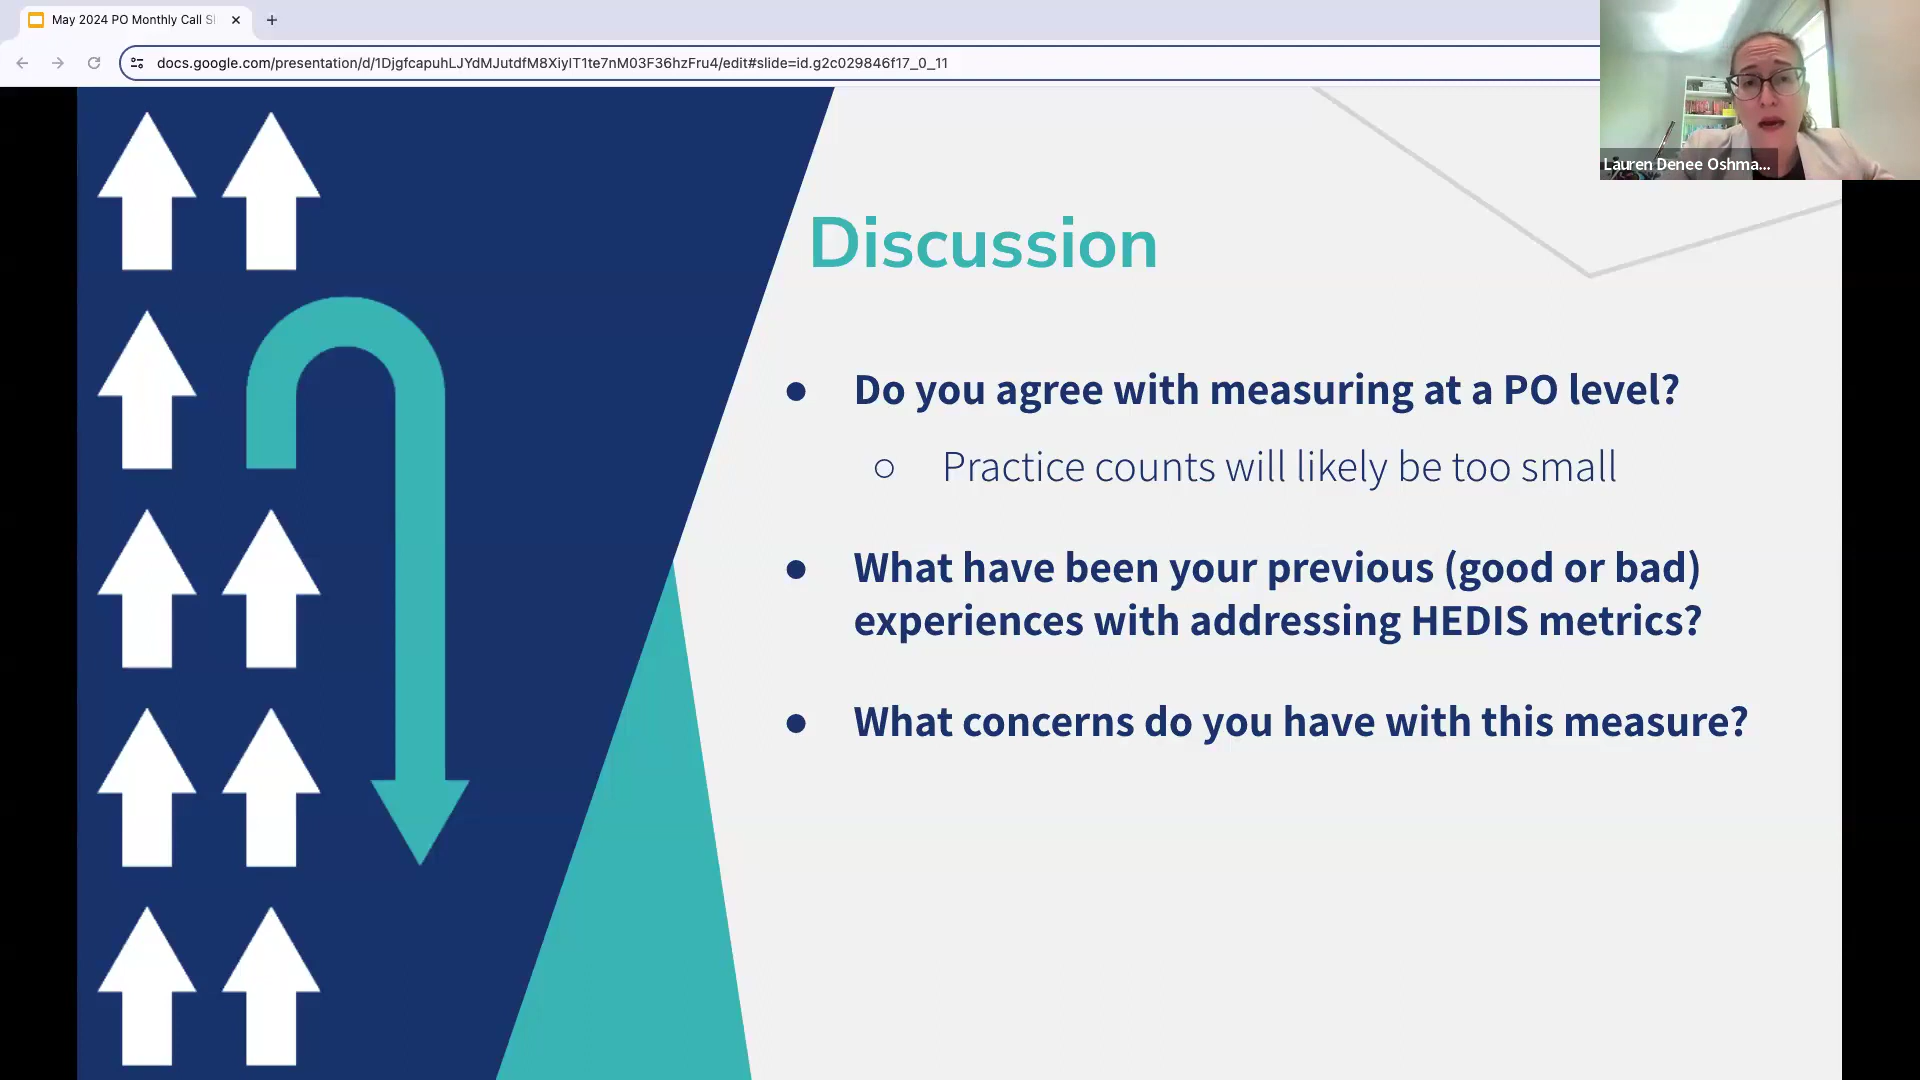 May 2024 PO Monthly Call Sl
docs.google.com/presentation/d/1DjgfcapuhLJYdMJutdfM8XiyIT1te7nM03F36hzFru4/edit#slide=id.g2c029846f17_0_11
Lauren Denee Oshma...
Discussion
● Do you agree with measuring at a PO level?
○ Practice counts will likely be too small
● What have been your previous (good or bad)
experiences with addressing HEDIS metrics?
● What concerns do you have with this measure?